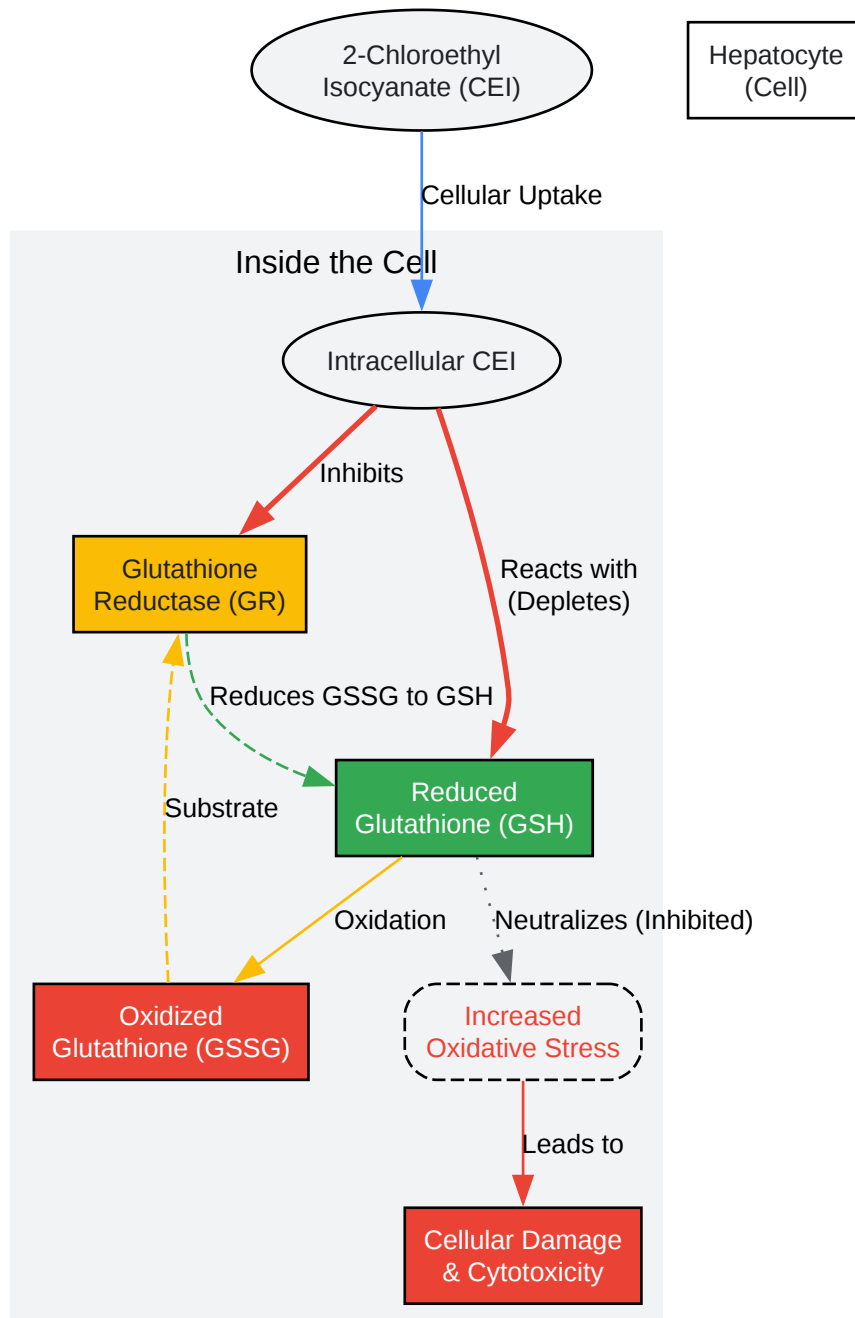 2-Chloroethyl
Isocyanate (CEI)
Hepatocyte
(Cell)
Cellular Uptake
Inside the Cell
Intracellular CEI
Inhibits
Glutathione
Reductase (GR)
Reacts with
(Depletes)
Reduces GSSG to GSH
Substrate
Reduced
Glutathione (GSH)
Oxidation
Neutralizes (Inhibited)
Oxidized
Glutathione (GSSG)
Increased
Oxidative Stress
Leads to
Cellular Damage
& Cytotoxicity